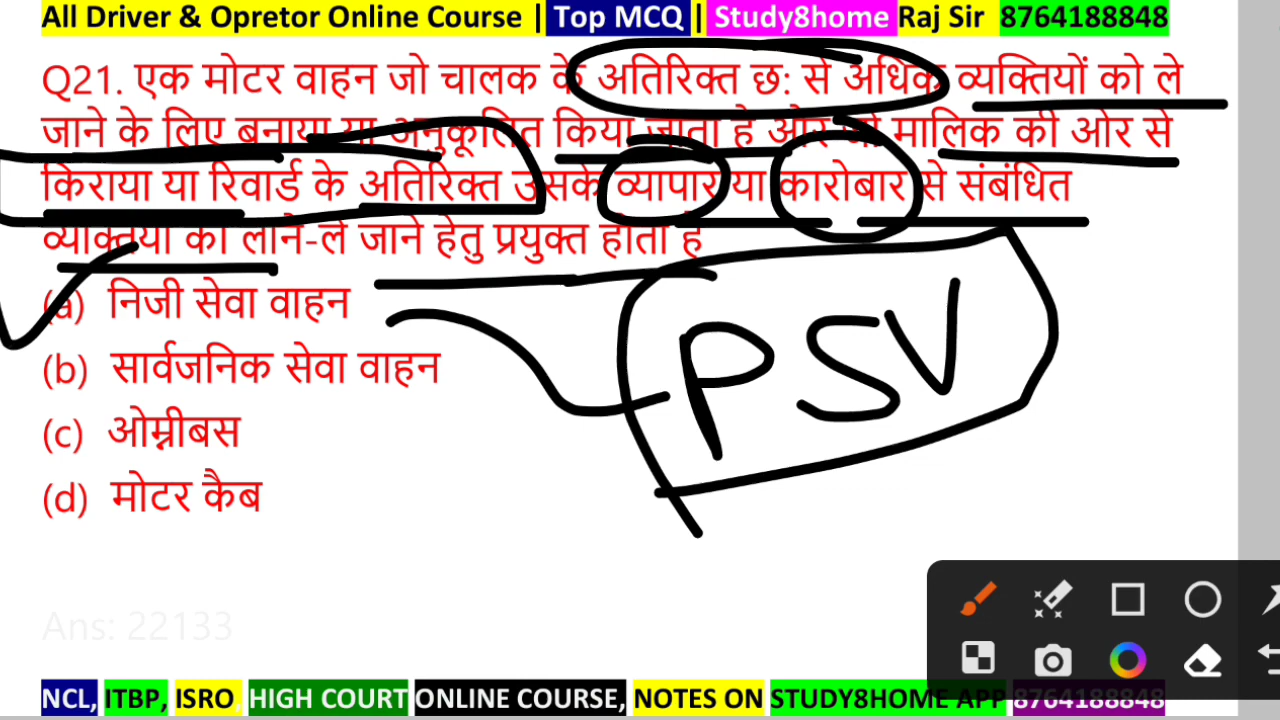 All Driver & Opretor Online Course | Top MCQ | Study8home Raj Sir 8764188848
Q21. एक मोटर वाहन जो चालक के अतिरिक्त छ: से अधिक व्यक्तियों को ले
जाने के लिए बनाया या अनुकूलित किया जाता है और जो मालिक की ओर से
किराया या रिवार्ड के अतिरिक्त उसके व्यापार या कारोबार से संबंधित
व्यक्तियों को लाने-ले जाने हेतु प्रयुक्त होता है
(a) निजी सेवा वाहन
(b) सार्वजनिक सेवा वाहन
(c) ओम्नीबस
(d) मोटर कैब
PSV
Ans: 22133
NCL, ITBP, ISRO, HIGH COURT ONLINE COURSE, NOTES ON STUDY8HOME APP 8764188848